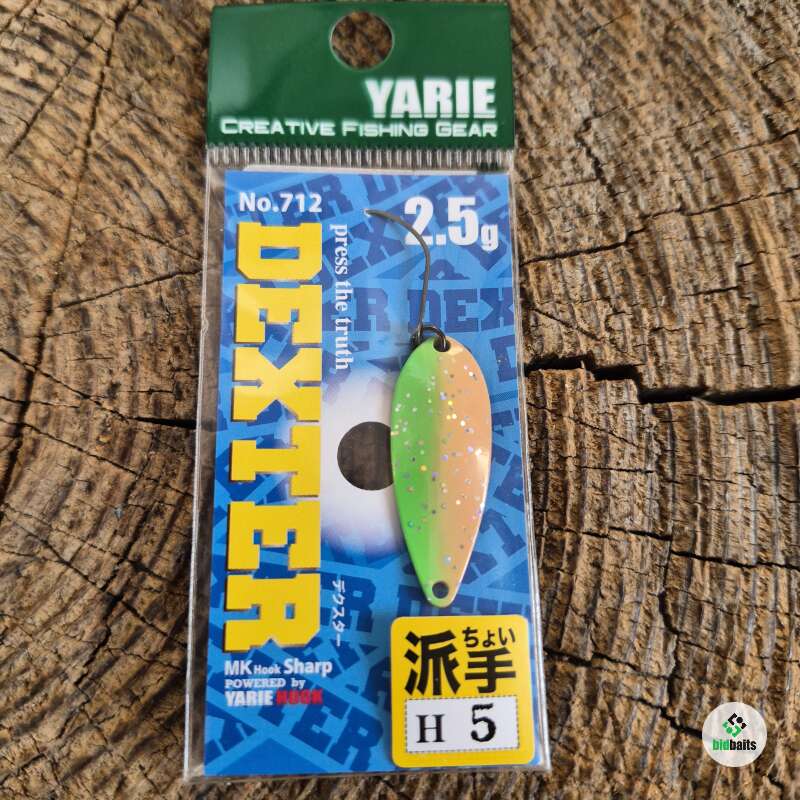 YARIE
CREATIVE FISHING GEAR
No.712
2.5g
DEXTER
press the truth
デクスター
MK Hook Sharp
POWERED by
YARIE HOOK
ちょい
派手
H 5
bidbaits